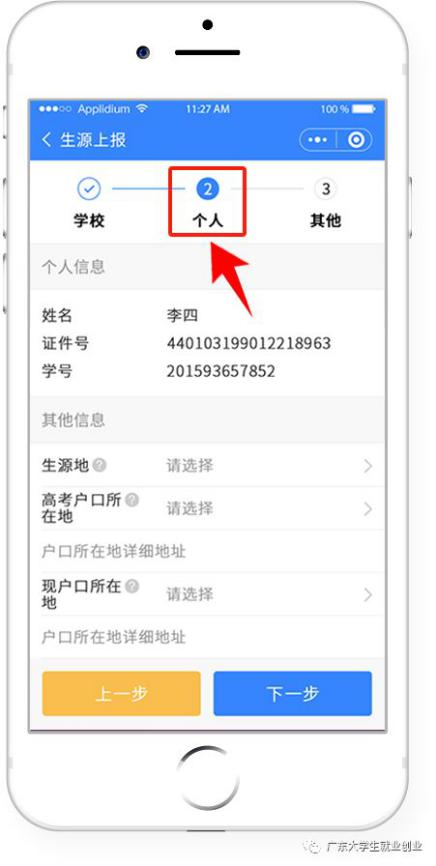 ●●●○○ Applidium 11:27 AM 100 %
生源上报
2 3
学校 个人 其他
个人信息
姓名 李四
证件号 440103199012218963
学号 201593657852
其他信息
生源地 ? 请选择
高考户口所在地 ? 请选择
户口所在地详细地址
现户口所在地 ? 请选择
户口所在地详细地址
上一步 下一步
广东大学生就业创业